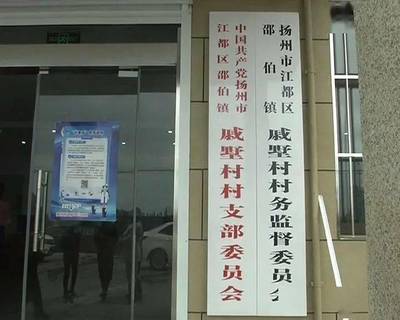 中国共产党扬州市
江都区邵伯镇
戚墅村村支部委员会
扬州市江都区
邵伯镇
戚墅村村务监督委员会